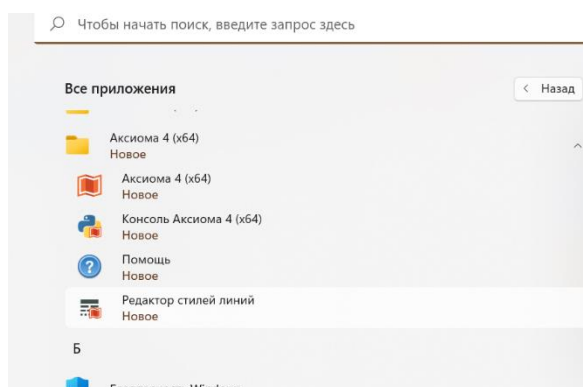 Чтобы начать поиск, введите запрос здесь
Все приложения
Назад
Аксиома 4 (x64)
Новое
Аксиома 4 (x64)
Новое
Консоль Аксиома 4 (x64)
Новое
Помощь
Новое
Редактор стилей линий
Новое
Б